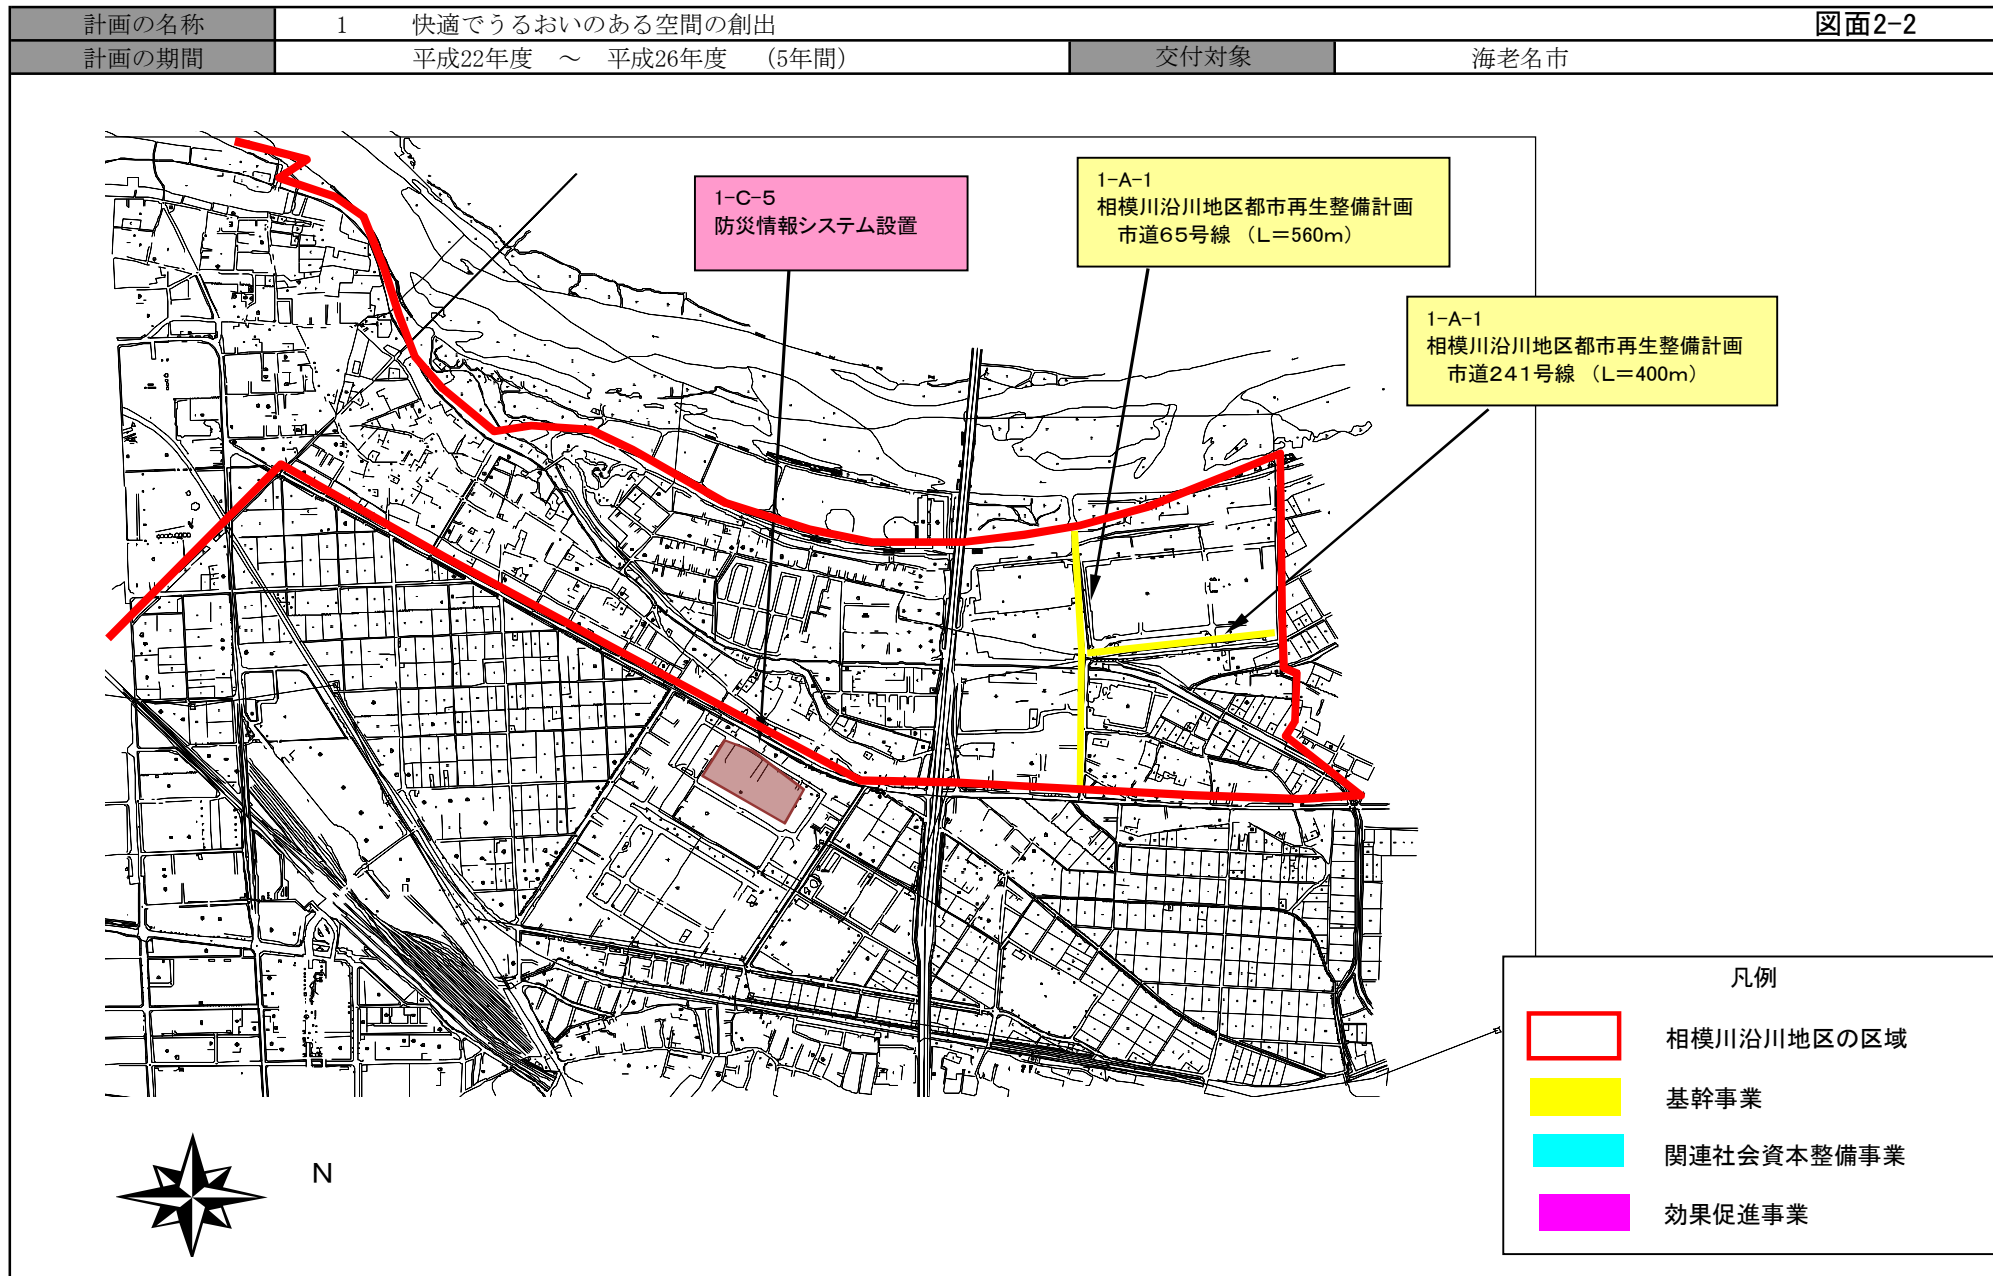 計画の名称 1 快適でうるおいのある空間の創出 図面2-2
計画の期間 平成22年度 ～ 平成26年度 （5年間） 交付対象 海老名市
1-C-5
防災情報システム設置
1-A-1
相模川沿川地区都市再生整備計画
市道65号線 （L＝560m）
1-A-1
相模川沿川地区都市再生整備計画
市道241号線 （L＝400m）
凡例
相模川沿川地区の区域
基幹事業
関連社会資本整備事業
効果促進事業
N